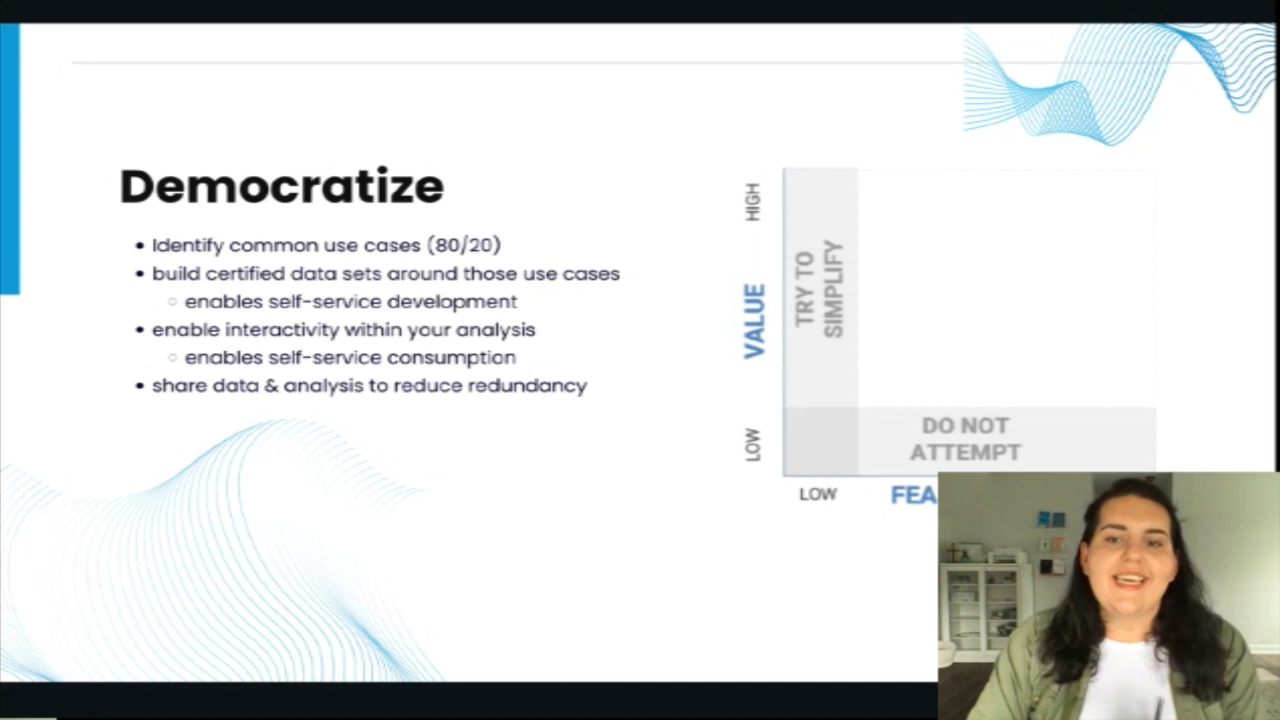 Democratize
• Identify common use cases (80/20)
• build certified data sets around those use cases
○ enables self-service development
• enable interactivity within your analysis
○ enables self-service consumption
• share data & analysis to reduce redundancy
HIGH
VALUE
LOW
TRY TO
SIMPLIFY
DO NOT
ATTEMPT
LOW
FEA